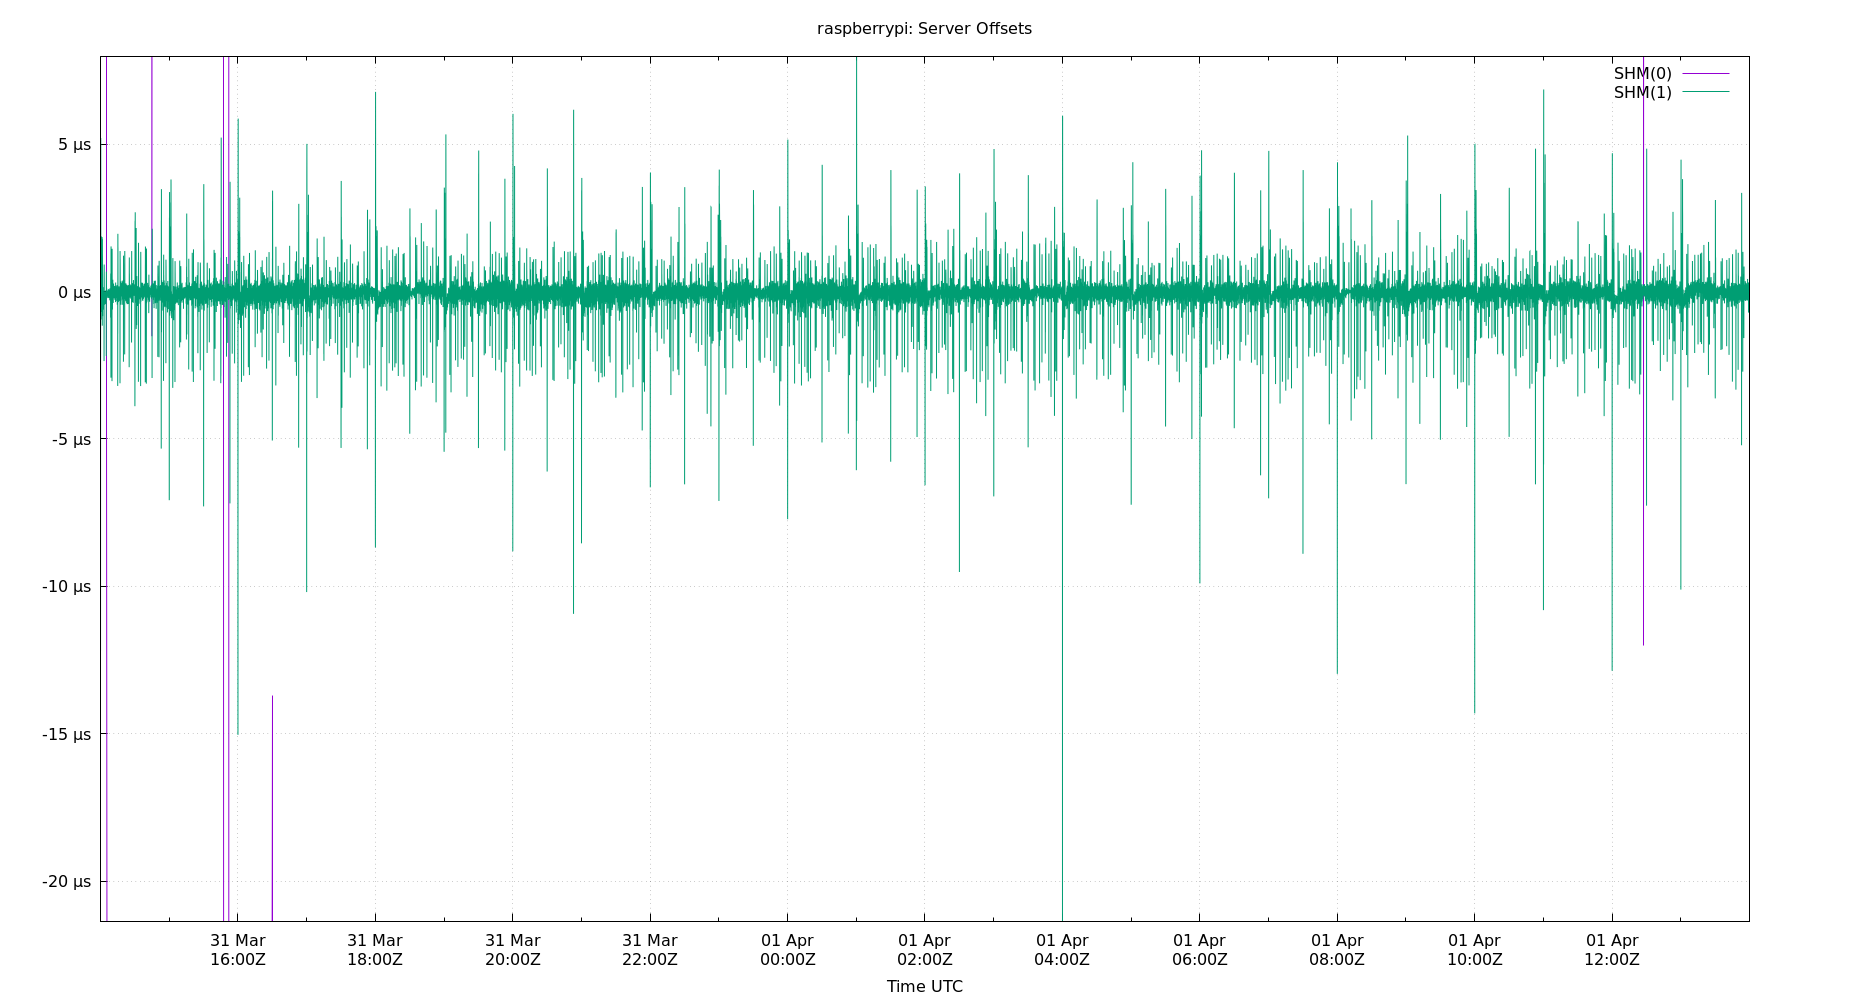 raspberrypi: Server Offsets
SHM(0)
SHM(1)
5 µs
0 µs
-5 µs
-10 µs
-15 µs
-20 µs
31 Mar
16:00Z
31 Mar
18:00Z
31 Mar
20:00Z
31 Mar
22:00Z
01 Apr
00:00Z
01 Apr
02:00Z
01 Apr
04:00Z
01 Apr
06:00Z
01 Apr
08:00Z
01 Apr
10:00Z
01 Apr
12:00Z
Time UTC